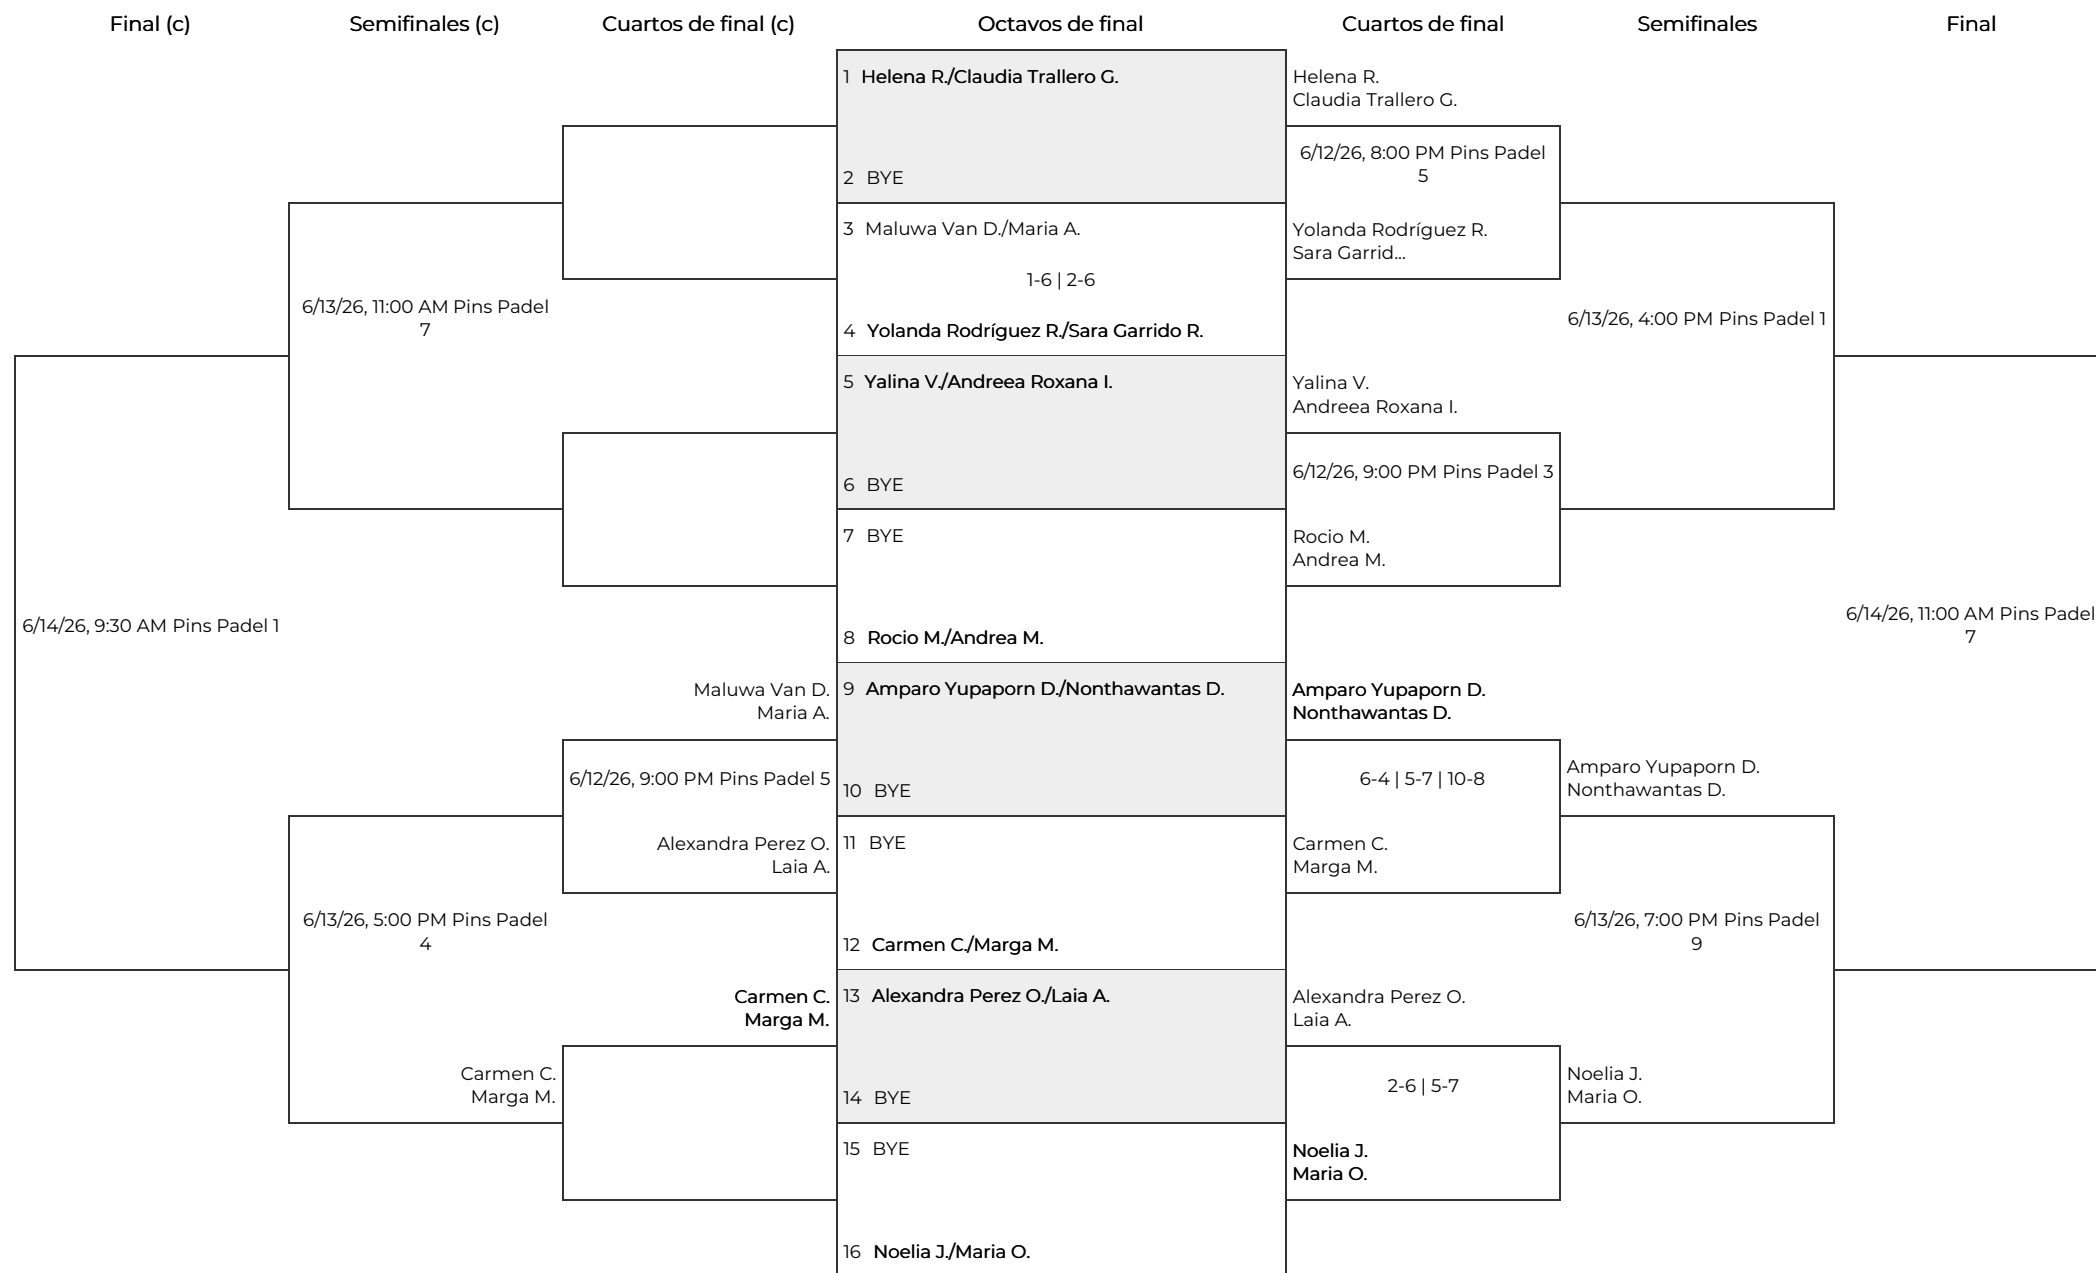 Final (c)
Semifinales (c)
Cuartos de final (c)
Octavos de final
Cuartos de final
Semifinales
Final
6/14/26, 9:30 AM Pins Padel 1
6/13/26, 11:00 AM Pins Padel
7
6/13/26, 5:00 PM Pins Padel
4
Carmen C.
Marga M.
Maluwa Van D.
Maria A.
6/12/26, 9:00 PM Pins Padel 5
Alexandra Perez O.
Laia A.
Carmen C.
Marga M.
1 Helena R./Claudia Trallero G.
2 BYE
3 Maluwa Van D./Maria A.
1-6 | 2-6
4 Yolanda Rodríguez R./Sara Garrido R.
5 Yalina V./Andreea Roxana I.
6 BYE
7 BYE
8 Rocio M./Andrea M.
9 Amparo Yupaporn D./Nonthawantas D.
10 BYE
11 BYE
12 Carmen C./Marga M.
13 Alexandra Perez O./Laia A.
14 BYE
15 BYE
16 Noelia J./Maria O.
Helena R.
Claudia Trallero G.
6/12/26, 8:00 PM Pins Padel
5
Yolanda Rodríguez R.
Sara Garrid...
Yalina V.
Andreea Roxana I.
6/12/26, 9:00 PM Pins Padel 3
Rocio M.
Andrea M.
Amparo Yupaporn D.
Nonthawantas D.
6-4 | 5-7 | 10-8
Carmen C.
Marga M.
Alexandra Perez O.
Laia A.
2-6 | 5-7
Noelia J.
Maria O.
6/13/26, 4:00 PM Pins Padel 1
Amparo Yupaporn D.
Nonthawantas D.
6/13/26, 7:00 PM Pins Padel
9
Noelia J.
Maria O.
6/14/26, 11:00 AM Pins Padel
7